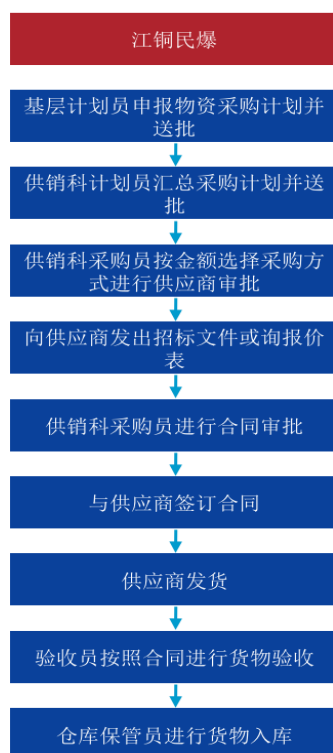 江铜民爆
基层计划员申报物资采购计划并
送批
供销科计划员汇总采购计划并送
批
供销科采购员按金额选择采购方
式进行供应商审批
向供应商发出招标文件或询报价
表
供销科采购员进行合同审批
与供应商签订合同
供应商发货
验收员按照合同进行货物验收
仓库保管员进行货物入库